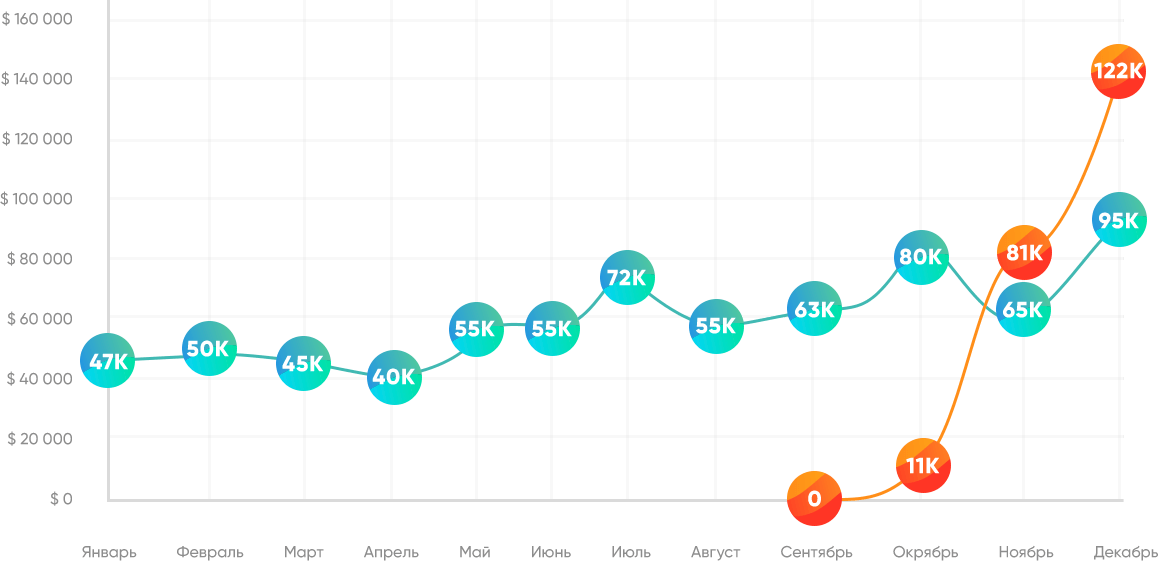 $ 160 000
$ 140 000
$ 120 000
$ 100 000
$ 80 000
$ 60 000
$ 40 000
$ 20 000
$ 0
47K
50K
45K
40K
55K
55K
72K
55K
63K
80K
65K
95K
0
11K
81K
122K
Январь Февраль Март Апрель Май Июнь Июль Август Сентябрь Окрябрь Ноябрь Декабрь